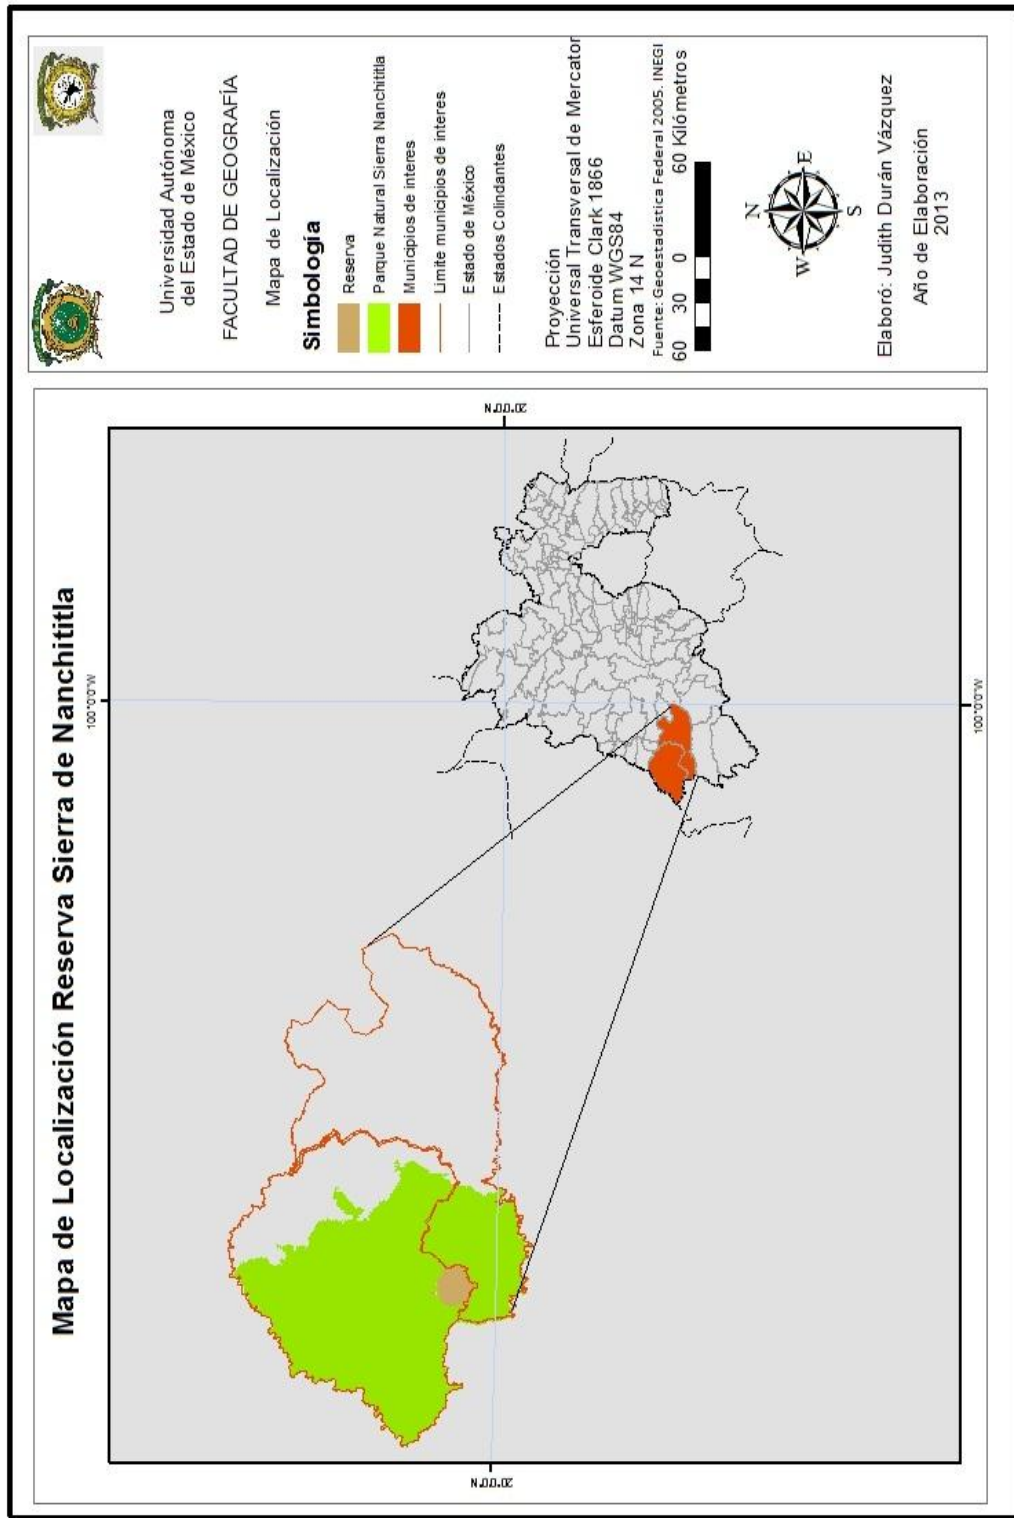 Mapa de Localización Reserva Sierra de Nanchititla
100°0'0"W
20°0'0"N
20°0'0"N
100°0'0"W
Universidad Autónoma
del Estado de México
FACULTAD DE GEOGRAFÍA
Mapa de Localización
Simbología
Reserva
Parque Natural Sierra Nanchititla
Municipios de interes
Limite municipios de interes
Estado de México
Estados Colindantes
Proyección
Universal Transversal de Mercator
Esferoide Clark 1866
Datum WGS84
Zona 14 N
Fuente: Geoestadistica Federal 2005. INEGI
60 30 0 60 Kilómetros
N
W E
S
Elaboró: Judith Durán Vázquez
Año de Elaboración
2013